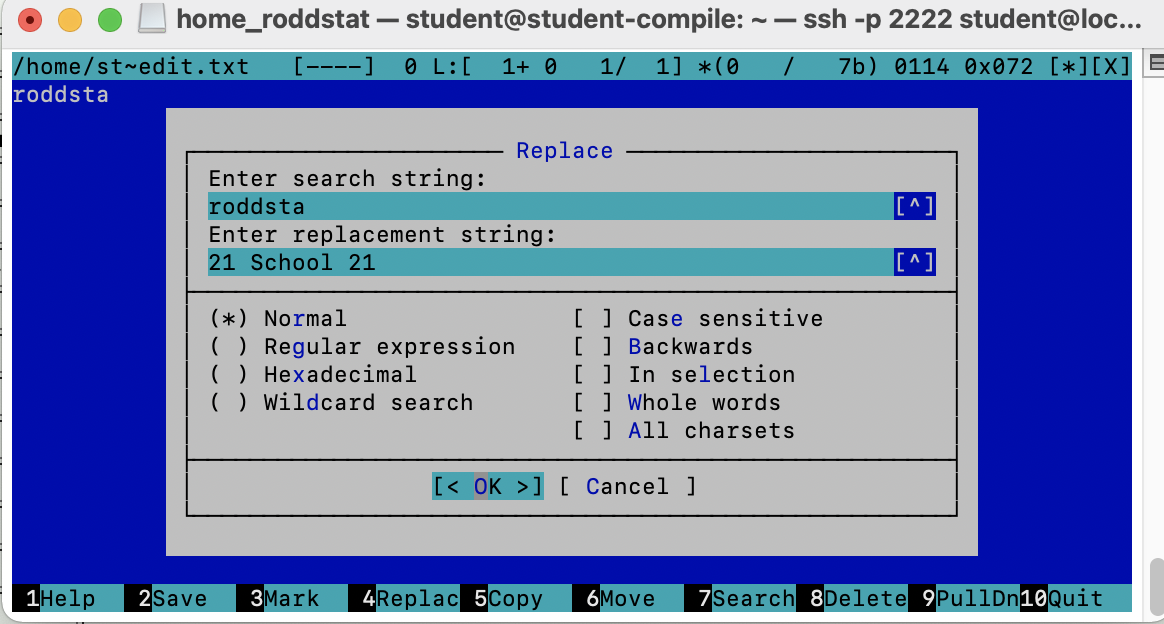 home_roddstat — student@student-compile: ~ — ssh -p 2222 student@loc...
/home/st~edit.txt   [----]  0 L:[  1+ 0   1/  1] *(0   /   7b) 0114 0x072 [*][X]
roddsta
Replace
Enter search string:
roddsta [^]
Enter replacement string:
21 School 21 [^]
(*) Normal [ ] Case sensitive
( ) Regular expression [ ] Backwards
( ) Hexadecimal [ ] In selection
( ) Wildcard search [ ] Whole words
[ ] All charsets
[< OK >] [ Cancel ]
1Help 2Save 3Mark 4Replac 5Copy 6Move 7Search 8Delete 9PullDn 10Quit